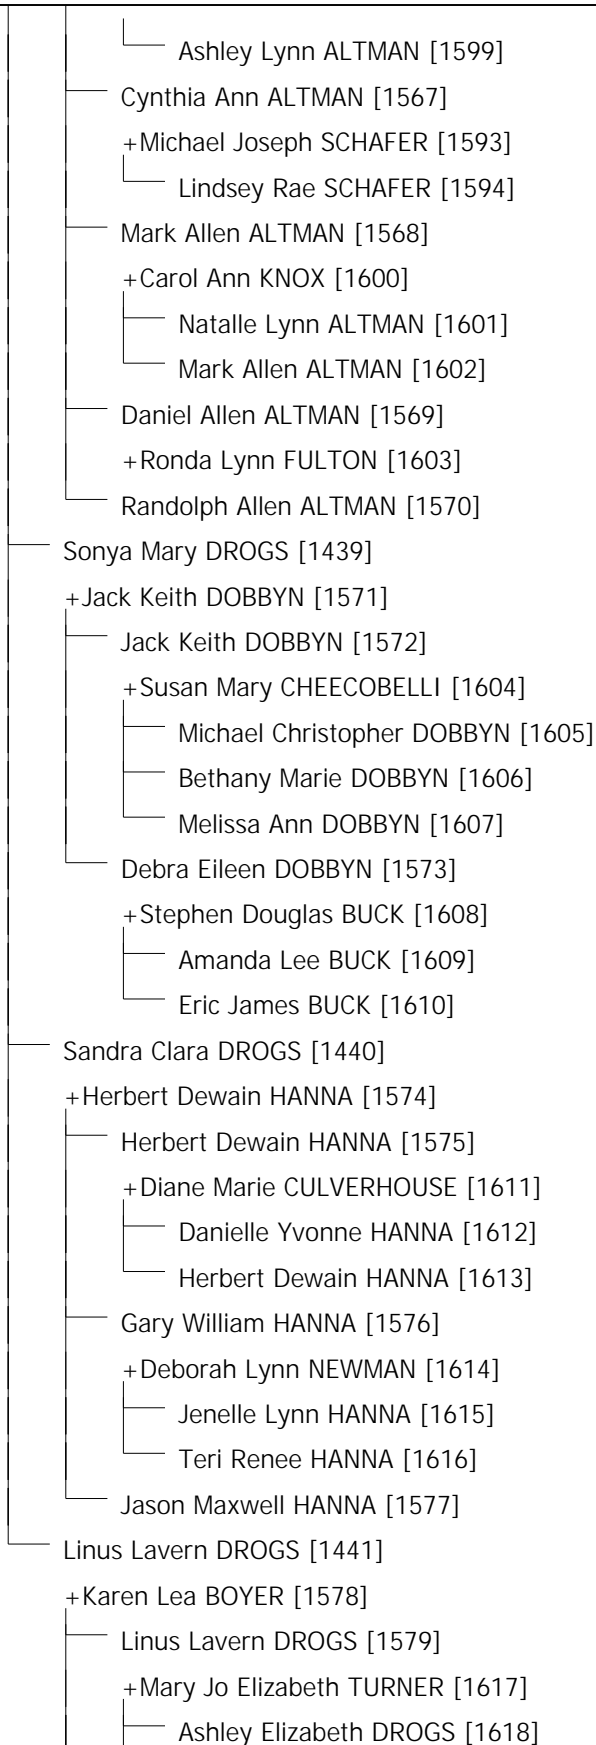 Ashley Lynn ALTMAN [1599]
Cynthia Ann ALTMAN [1567]
+Michael Joseph SCHAFER [1593]
Lindsey Rae SCHAFER [1594]
Mark Allen ALTMAN [1568]
+Carol Ann KNOX [1600]
Natalle Lynn ALTMAN [1601]
Mark Allen ALTMAN [1602]
Daniel Allen ALTMAN [1569]
+Ronda Lynn FULTON [1603]
Randolph Allen ALTMAN [1570]
Sonya Mary DROGS [1439]
+Jack Keith DOBBYN [1571]
Jack Keith DOBBYN [1572]
+Susan Mary CHEECOBELLI [1604]
Michael Christopher DOBBYN [1605]
Bethany Marie DOBBYN [1606]
Melissa Ann DOBBYN [1607]
Debra Eileen DOBBYN [1573]
+Stephen Douglas BUCK [1608]
Amanda Lee BUCK [1609]
Eric James BUCK [1610]
Sandra Clara DROGS [1440]
+Herbert Dewain HANNA [1574]
Herbert Dewain HANNA [1575]
+Diane Marie CULVERHOUSE [1611]
Danielle Yvonne HANNA [1612]
Herbert Dewain HANNA [1613]
Gary William HANNA [1576]
+Deborah Lynn NEWMAN [1614]
Jenelle Lynn HANNA [1615]
Teri Renee HANNA [1616]
Jason Maxwell HANNA [1577]
Linus Lavern DROGS [1441]
+Karen Lea BOYER [1578]
Linus Lavern DROGS [1579]
+Mary Jo Elizabeth TURNER [1617]
Ashley Elizabeth DROGS [1618]